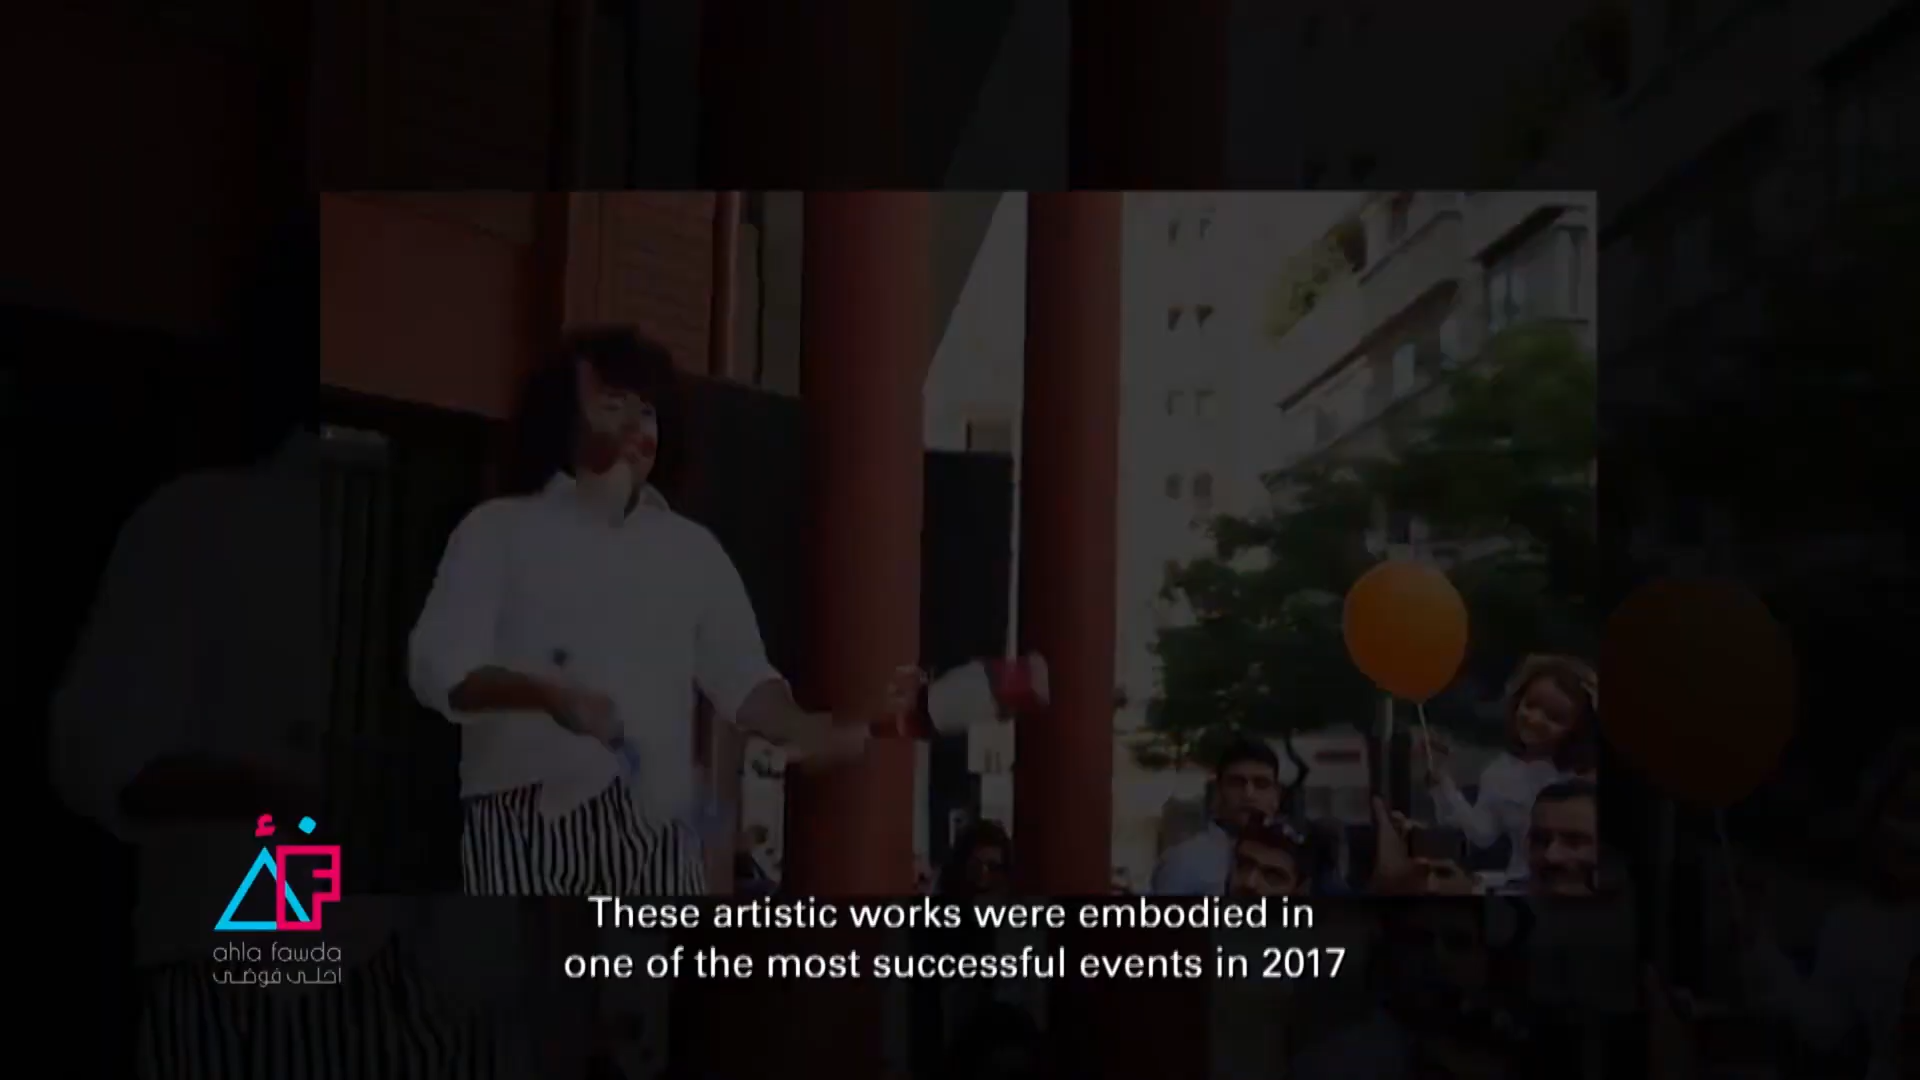 ahla fawda
احلى فوضى
These artistic works were embodied in
one of the most successful events in 2017